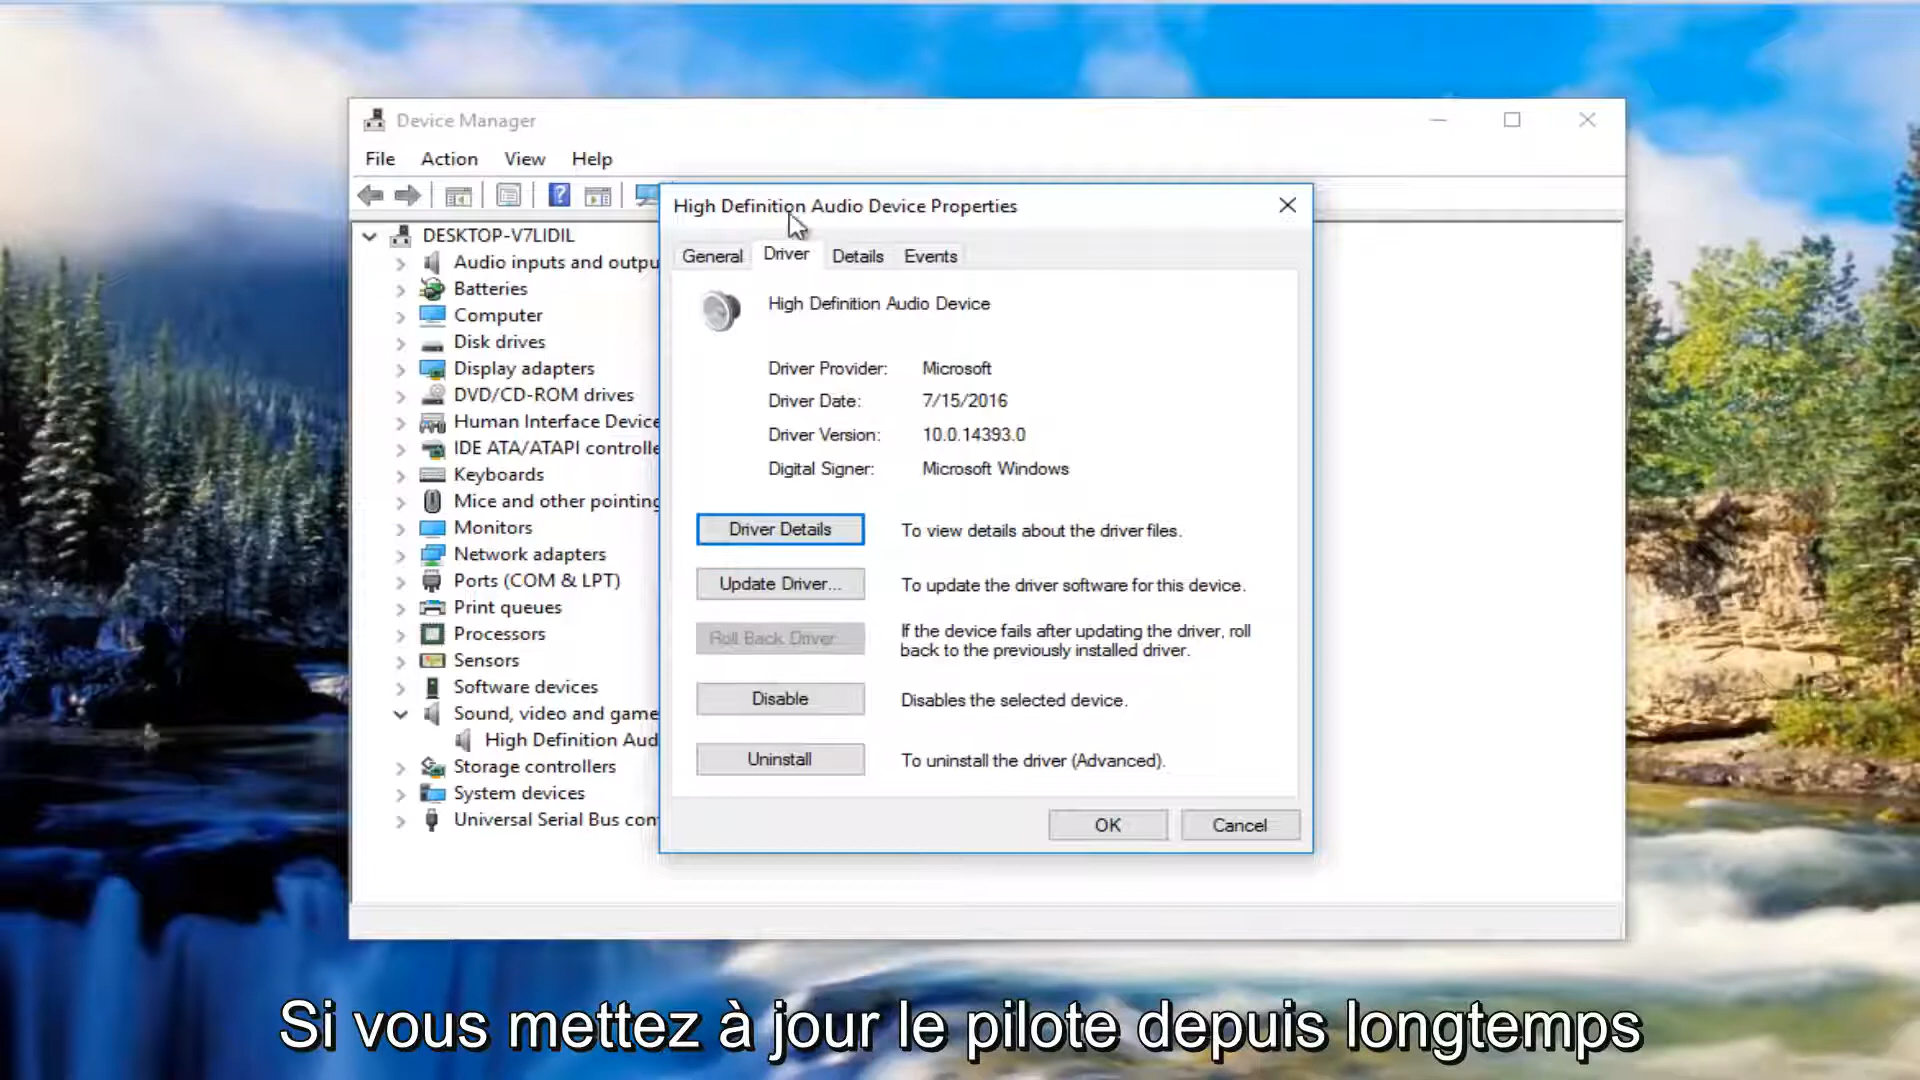 Device Manager
File Action View Help
High Definition Audio Device Properties
General Driver Details Events
DESKTOP-V7LIDIL
Audio inputs and outpu
Batteries
Computer
Disk drives
Display adapters
DVD/CD-ROM drives
Human Interface Device
IDE ATA/ATAPI controlle
Keyboards
Mice and other pointing
Monitors
Network adapters
Ports (COM & LPT)
Print queues
Processors
Sensors
Software devices
Sound, video and game
High Definition Aud
Storage controllers
System devices
Universal Serial Bus con
High Definition Audio Device
Driver Provider: Microsoft
Driver Date: 7/15/2016
Driver Version: 10.0.14393.0
Digital Signer: Microsoft Windows
Driver Details To view details about the driver files.
Update Driver... To update the driver software for this device.
Roll Back Driver... If the device fails after updating the driver, roll
back to the previously installed driver.
Disable Disables the selected device.
Uninstall To uninstall the driver (Advanced).
OK Cancel
Si vous mettez à jour le pilote depuis longtemps